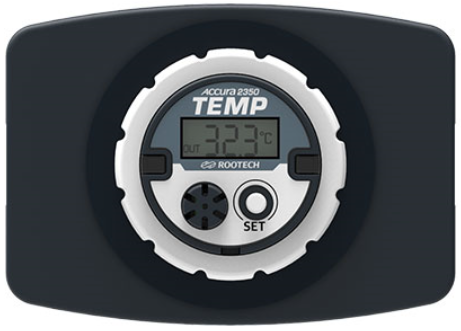 Accura 2350
TEMP
OUT 32.3 °C
ROOTECH
SET